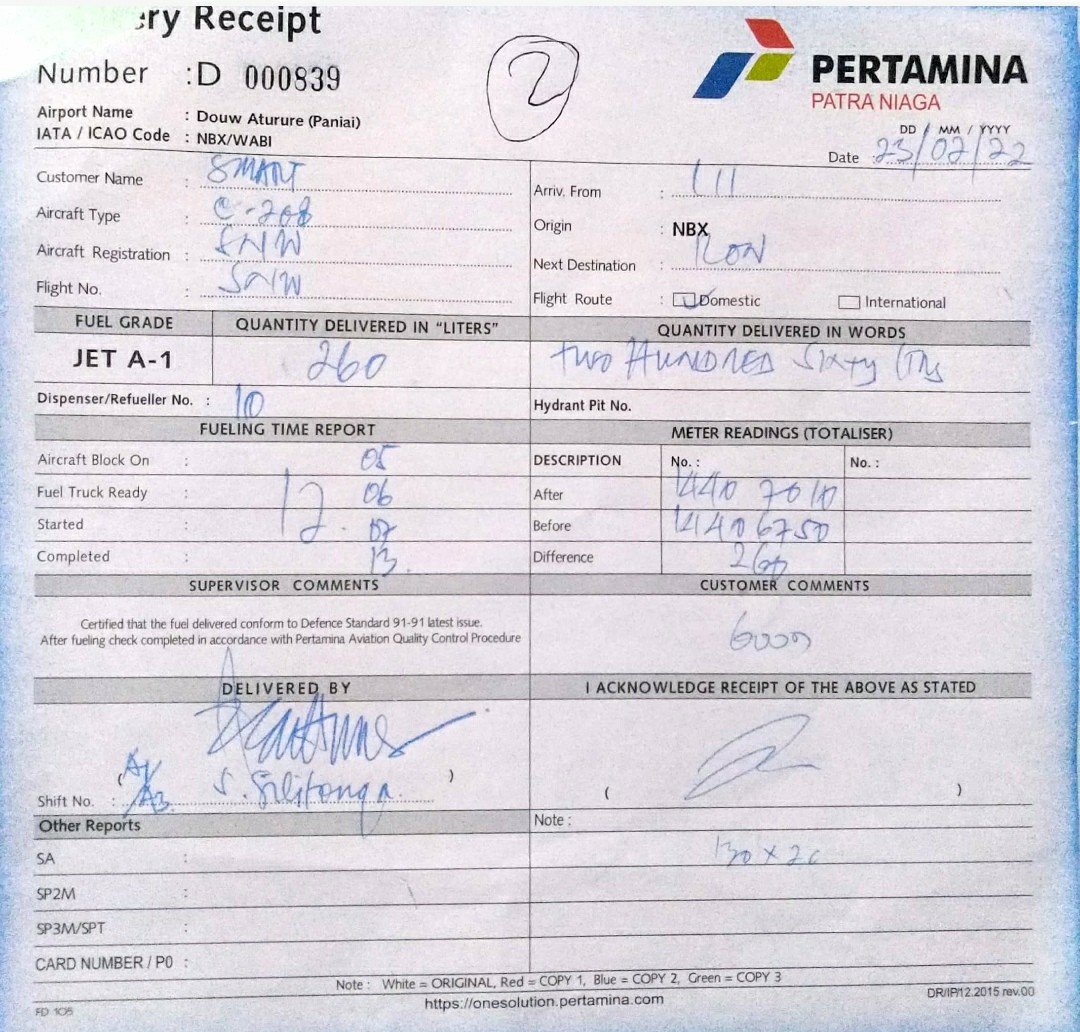 ery Receipt
2
Number : D 000839
PERTAMINA
PATRA NIAGA
Airport Name : Douw Aturure (Paniai)
IATA / ICAO Code : NBX/WABI
DD / MM / YYYY
Date : 23/02/22
Customer Name : SMART
Arriv. From :
Aircraft Type : C-208
Origin : NBX
Aircraft Registration : SNW
Next Destination :
Flight No. : SNW
Flight Route : Domestic International
FUEL GRADE QUANTITY DELIVERED IN "LITERS" QUANTITY DELIVERED IN WORDS
JET A-1 260 TWO HUNDRED SIXTY LTRS
Dispenser/Refueller No. : 10 Hydrant Pit No.
FUELING TIME REPORT METER READINGS (TOTALISER)
Aircraft Block On : 05 DESCRIPTION No. : No. :
Fuel Truck Ready : 06 After 4407010
12.
Started : 07 Before 4406750
Completed : 13. Difference 260
SUPERVISOR COMMENTS CUSTOMER COMMENTS
Certified that the fuel delivered conform to Defence Standard 91-91 latest issue.
After fueling check completed in accordance with Pertamina Aviation Quality Control Procedure
GOOD
DELIVERED BY I ACKNOWLEDGE RECEIPT OF THE ABOVE AS STATED
( S. Silitonga ) ( )
Shift No. :
Other Reports Note :
SA :
SP2M :
SP3M/SPT :
CARD NUMBER / P0 :
Note : White = ORIGINAL, Red = COPY 1, Blue = COPY 2, Green = COPY 3
https://onesolution.pertamina.com
DR/IP/12.2015 rev.00
FD 108